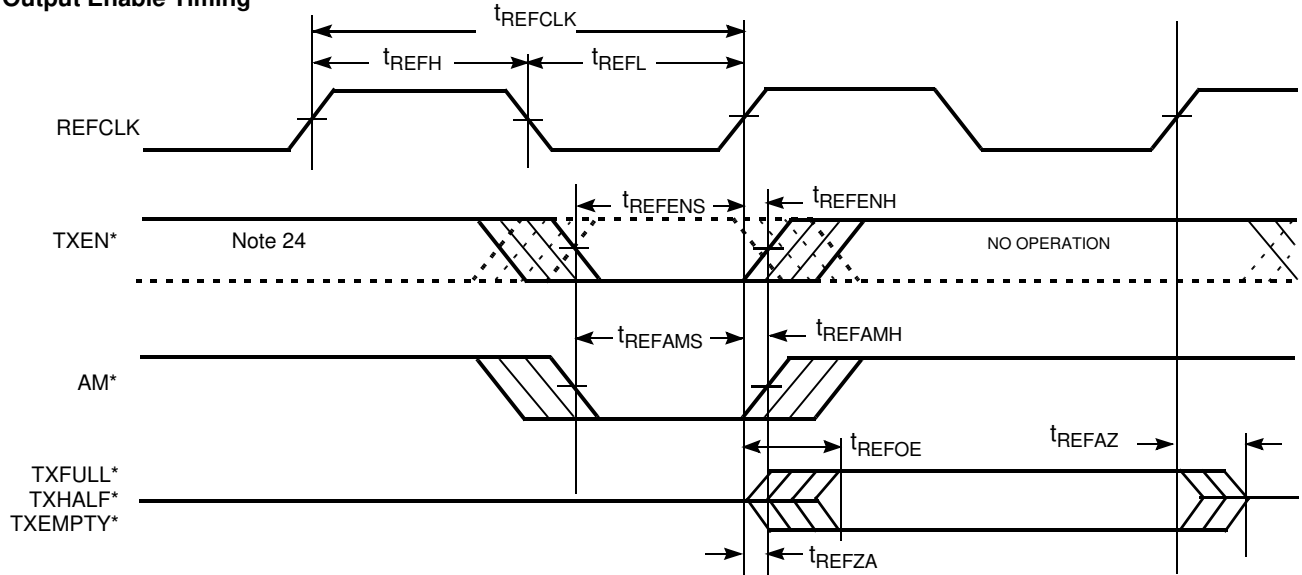 Output Enable Timing
tREFCLK
tREFH
tREFL
REFCLK
tREFENS
tREFENH
TXEN*
Note 24
NO OPERATION
tREFAMS
tREFAMH
AM*
tREFOE
tREFAZ
TXFULL*
TXHALF*
TXEMPTY*
tREFZA